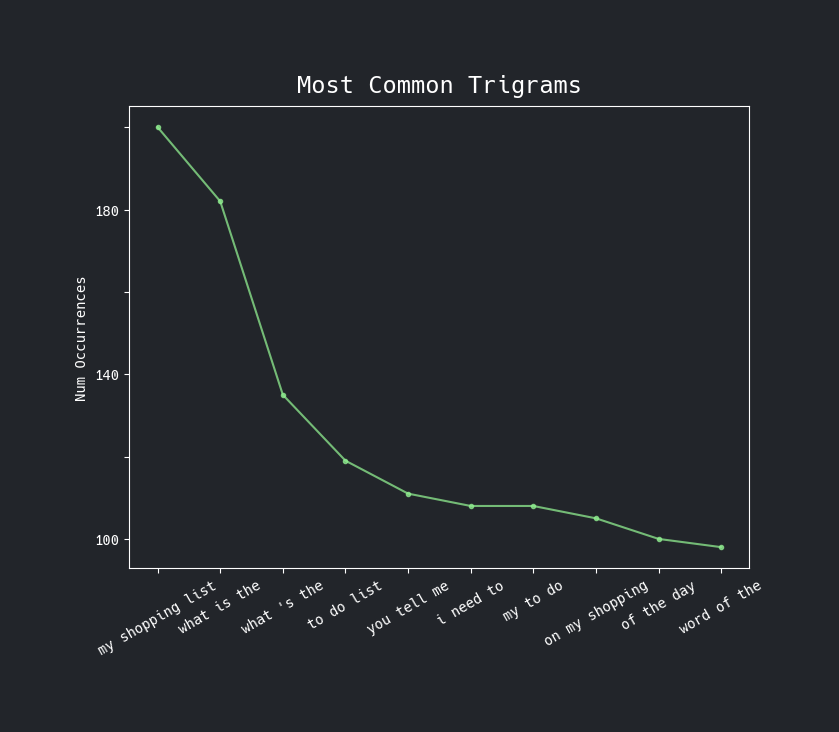 Most Common Trigrams
Num Occurrences
180
140
100
my shopping list
what is the
what 's the
to do list
you tell me
i need to
my to do
on my shopping
of the day
word of the